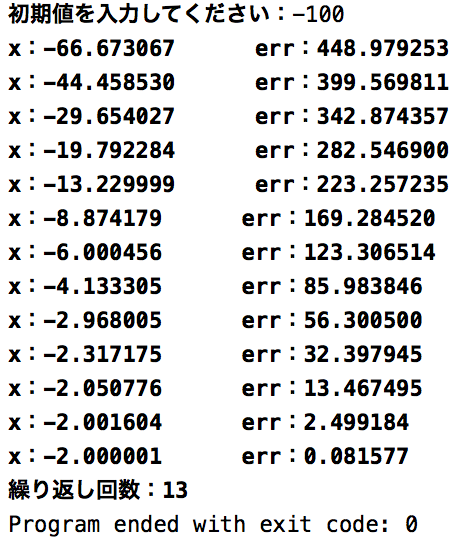 初期値を入力してください：-100
x：-66.673067 err：448.979253
x：-44.458530 err：399.569811
x：-29.654027 err：342.874357
x：-19.792284 err：282.546900
x：-13.229999 err：223.257235
x：-8.874179 err：169.284520
x：-6.000456 err：123.306514
x：-4.133305 err：85.983846
x：-2.968005 err：56.300500
x：-2.317175 err：32.397945
x：-2.050776 err：13.467495
x：-2.001604 err：2.499184
x：-2.000001 err：0.081577
繰り返し回数：13
Program ended with exit code: 0